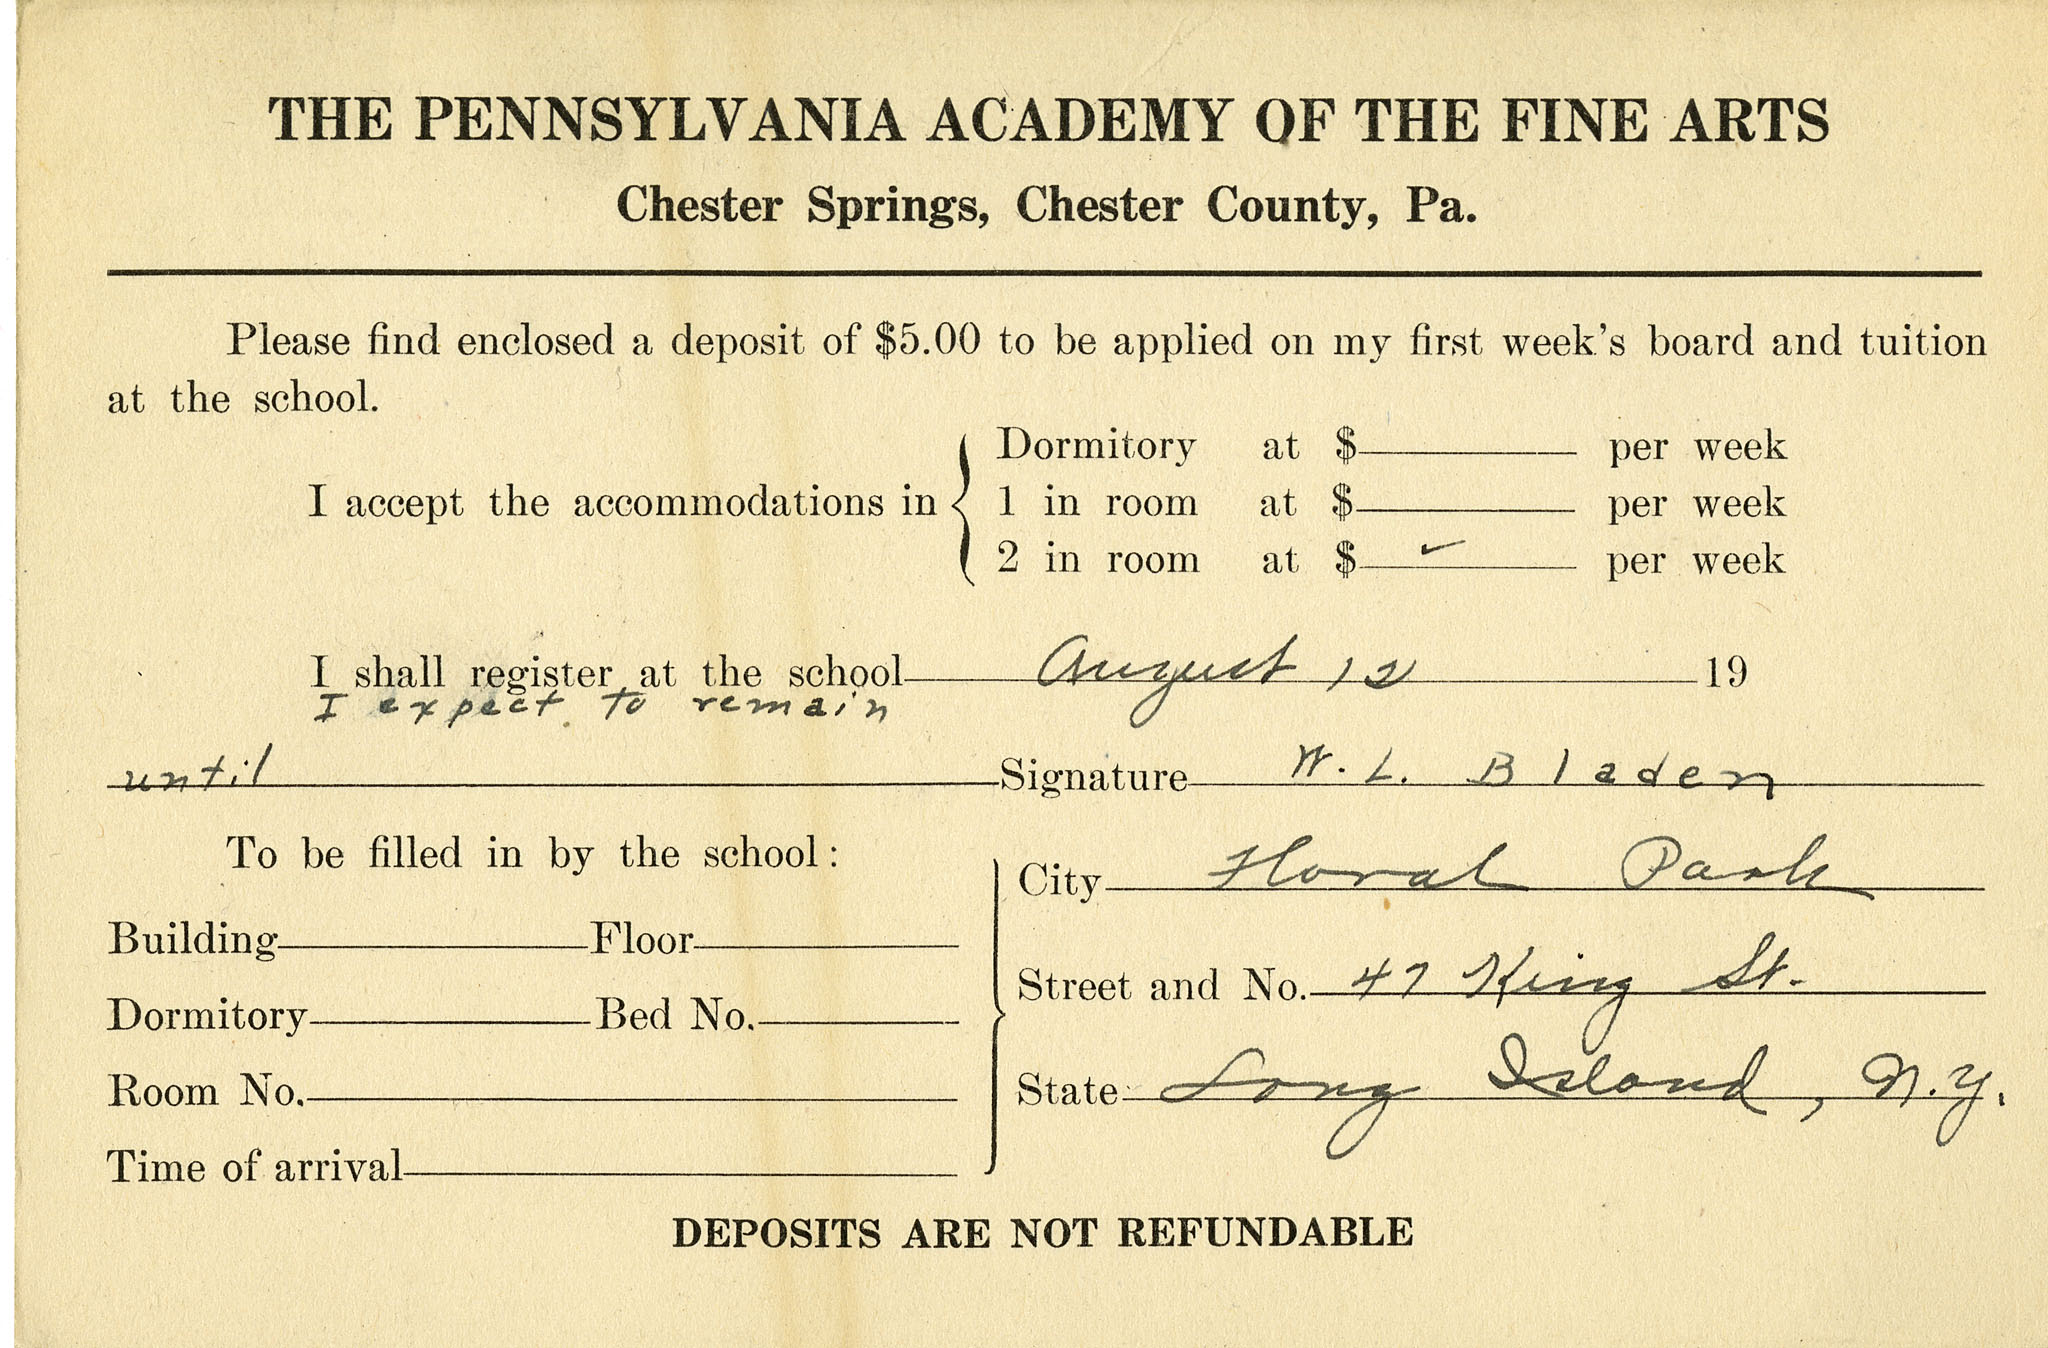 THE PENNSYLVANIA ACADEMY OF THE FINE ARTS
Chester Springs, Chester County, Pa.
Please find enclosed a deposit of $5.00 to be applied on my first week's board and tuition
at the school.
Dormitory at $ per week
I accept the accommodations in 1 in room at $ per week
2 in room at $ ✓ per week
I shall register at the school August 12 19
I expect to remain
until Signature W. L. Bladen
To be filled in by the school:
City Floral Park
Building Floor
Street and No. 47 King St.
Dormitory Bed No.
State Long Island, N.Y.
Room No.
Time of arrival
DEPOSITS ARE NOT REFUNDABLE